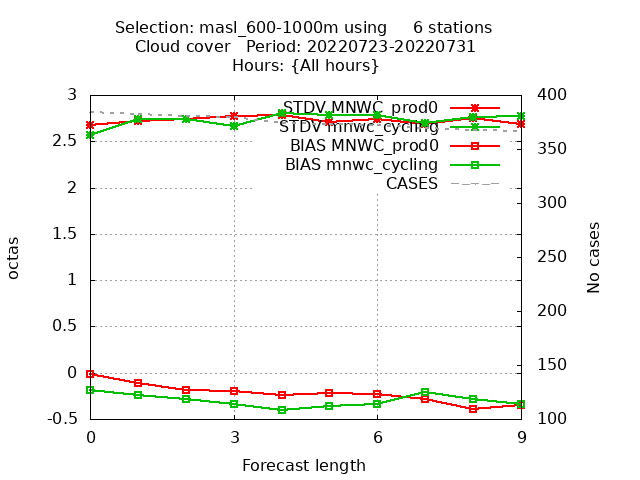 Selection: masl_600-1000m using     6 stations
Cloud cover   Period: 20220723-20220731
Hours: {All hours}
3
2.5
2
1.5
1
0.5
0
-0.5
octas
400
350
300
250
200
150
100
No cases
STDV MNWC_prod0
STDV mnwc_cycling
BIAS MNWC_prod0
BIAS mnwc_cycling
CASES
0
3
6
9
Forecast length